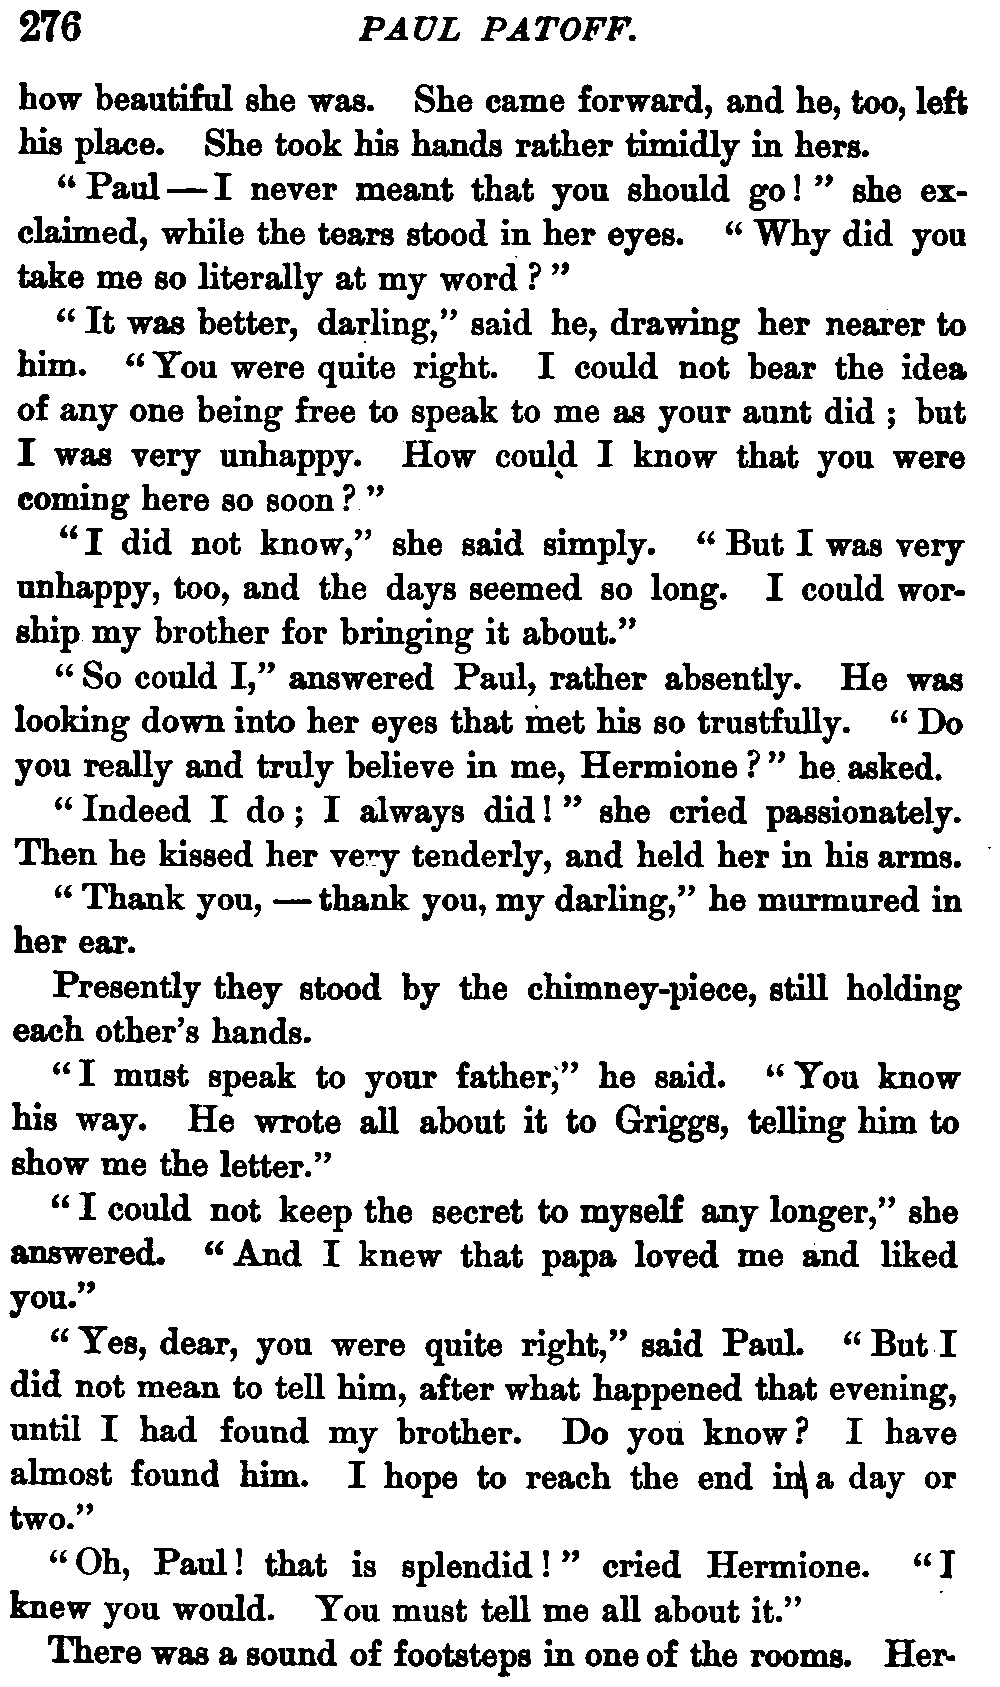 276 PAUL PATOFF.
how beautiful she was. She came forward, and he, too, left
his place. She took his hands rather timidly in hers.
“Paul—I never meant that you should go!” she ex-
claimed, while the tears stood in her eyes. “Why did you
take me so literally at my word?”
“It was better, darling,” said he, drawing her nearer to
him. “You were quite right. I could not bear the idea
of any one being free to speak to me as your aunt did; but
I was very unhappy. How could I know that you were
coming here so soon?”
“I did not know,” she said simply. “But I was very
unhappy, too, and the days seemed so long. I could wor-
ship my brother for bringing it about.”
“So could I,” answered Paul, rather absently. He was
looking down into her eyes that met his so trustfully. “Do
you really and truly believe in me, Hermione?” he asked.
“Indeed I do; I always did!” she cried passionately.
Then he kissed her very tenderly, and held her in his arms.
“Thank you, — thank you, my darling,” he murmured in
her ear.
Presently they stood by the chimney-piece, still holding
each other’s hands.
“I must speak to your father,” he said. “You know
his way. He wrote all about it to Griggs, telling him to
show me the letter.”
“I could not keep the secret to myself any longer,” she
answered. “And I knew that papa loved me and liked
you.”
“Yes, dear, you were quite right,” said Paul. “But I
did not mean to tell him, after what happened that evening,
until I had found my brother. Do you know? I have
almost found him. I hope to reach the end in a day or
two.”
“Oh, Paul! that is splendid!” cried Hermione. “I
knew you would. You must tell me all about it.”
There was a sound of footsteps in one of the rooms. Her-